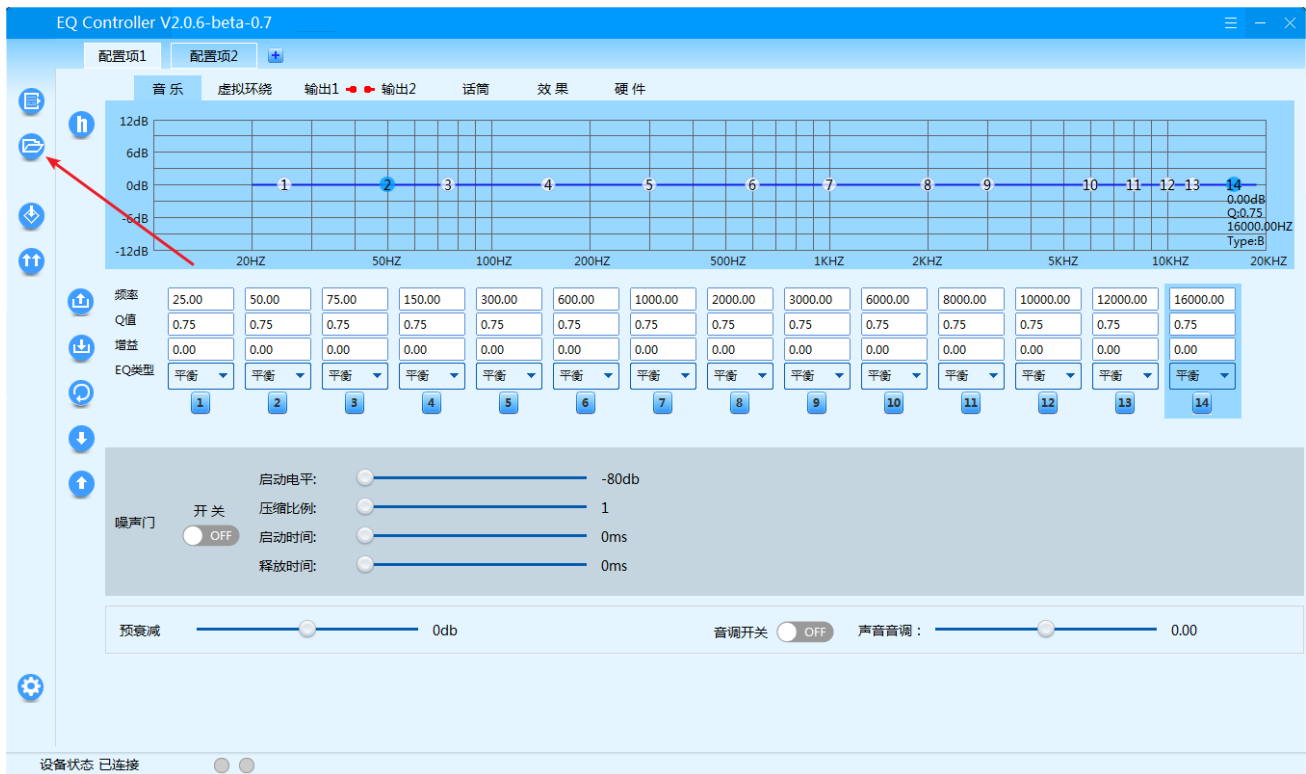 EQ Controller V2.0.6-beta-0.7
配置项1 配置项2
音 乐 虚拟环绕 输出1 输出2 话筒 效 果 硬 件
h
12dB
6dB
0dB 1 2 3 4 5 6 7 8 9 10 11 12 13 14
0.00dB
-6dB Q:0.75
16000.00HZ
-12dB Type:B
20HZ 50HZ 100HZ 200HZ 500HZ 1KHZ 2KHZ 5KHZ 10KHZ 20KHZ
频率 25.00 50.00 75.00 150.00 300.00 600.00 1000.00 2000.00 3000.00 6000.00 8000.00 10000.00 12000.00 16000.00
Q值 0.75 0.75 0.75 0.75 0.75 0.75 0.75 0.75 0.75 0.75 0.75 0.75 0.75 0.75
增益 0.00 0.00 0.00 0.00 0.00 0.00 0.00 0.00 0.00 0.00 0.00 0.00 0.00 0.00
EQ类型 平衡 平衡 平衡 平衡 平衡 平衡 平衡 平衡 平衡 平衡 平衡 平衡 平衡 平衡
1 2 3 4 5 6 7 8 9 10 11 12 13 14
启动电平: -80db
噪声门 开 关 压缩比例: 1
OFF 启动时间: 0ms
释放时间: 0ms
预衰减 0db 音调开关 OFF 声音音调： 0.00
设备状态 已连接